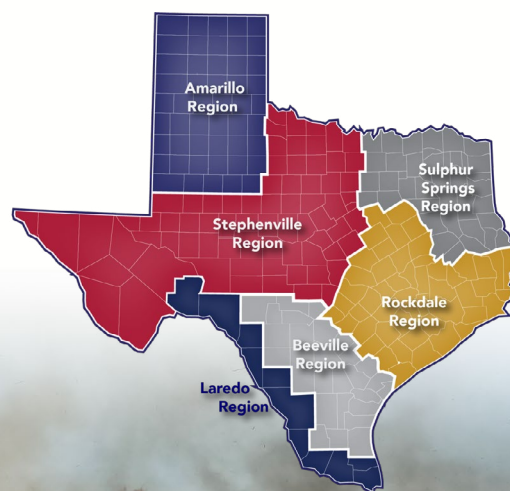 Amarillo
Region
Sulphur
Springs
Region
Stephenville
Region
Rockdale
Region
Beeville
Region
Laredo
Region